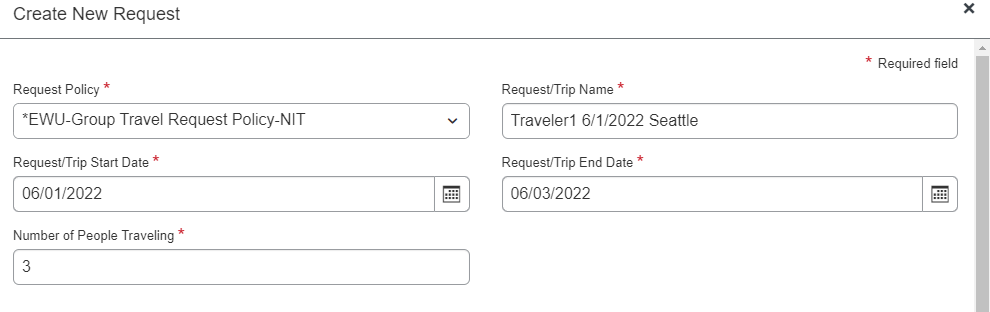 Create New Request
* Required field
Request Policy *
Request/Trip Name *
*EWU-Group Travel Request Policy-NIT
Traveler1 6/1/2022 Seattle
Request/Trip Start Date *
Request/Trip End Date *
06/01/2022
06/03/2022
Number of People Traveling *
3